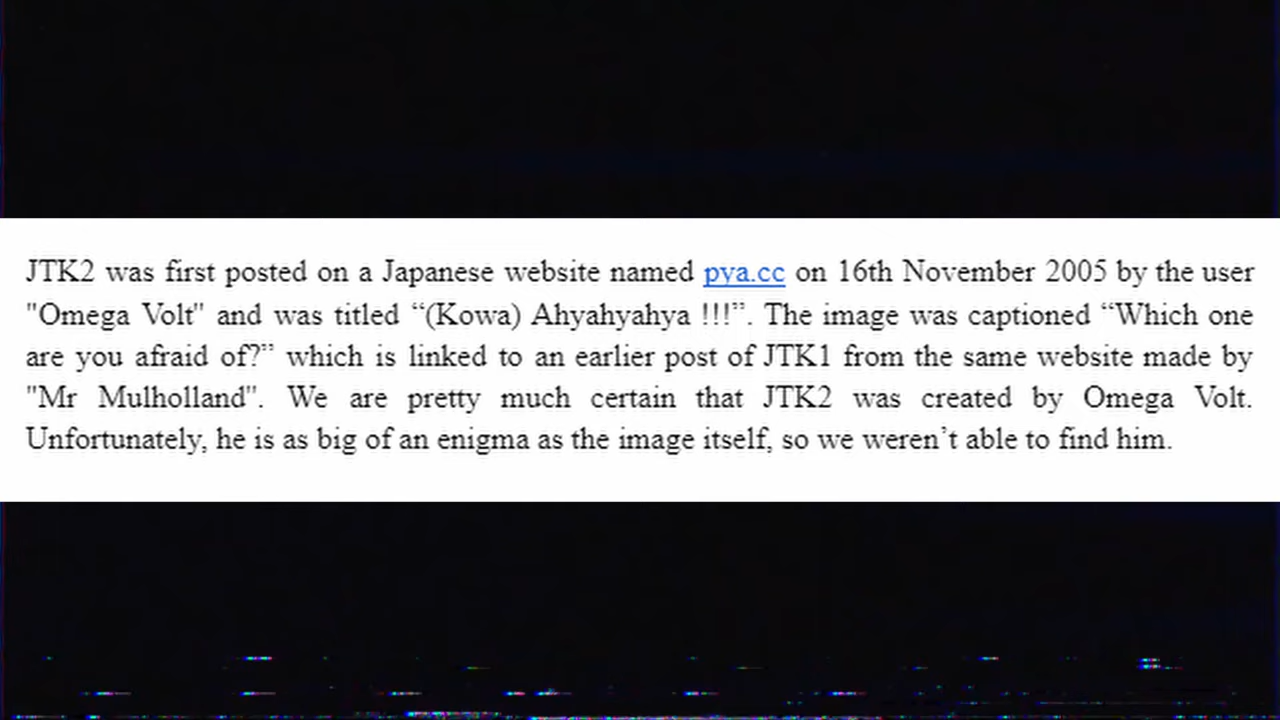 JTK2 was first posted on a Japanese website named pya.cc on 16th November 2005 by the user
"Omega Volt" and was titled “(Kowa) Ahyahyahya !!!”. The image was captioned “Which one
are you afraid of?” which is linked to an earlier post of JTK1 from the same website made by
"Mr Mulholland". We are pretty much certain that JTK2 was created by Omega Volt.
Unfortunately, he is as big of an enigma as the image itself, so we weren’t able to find him.